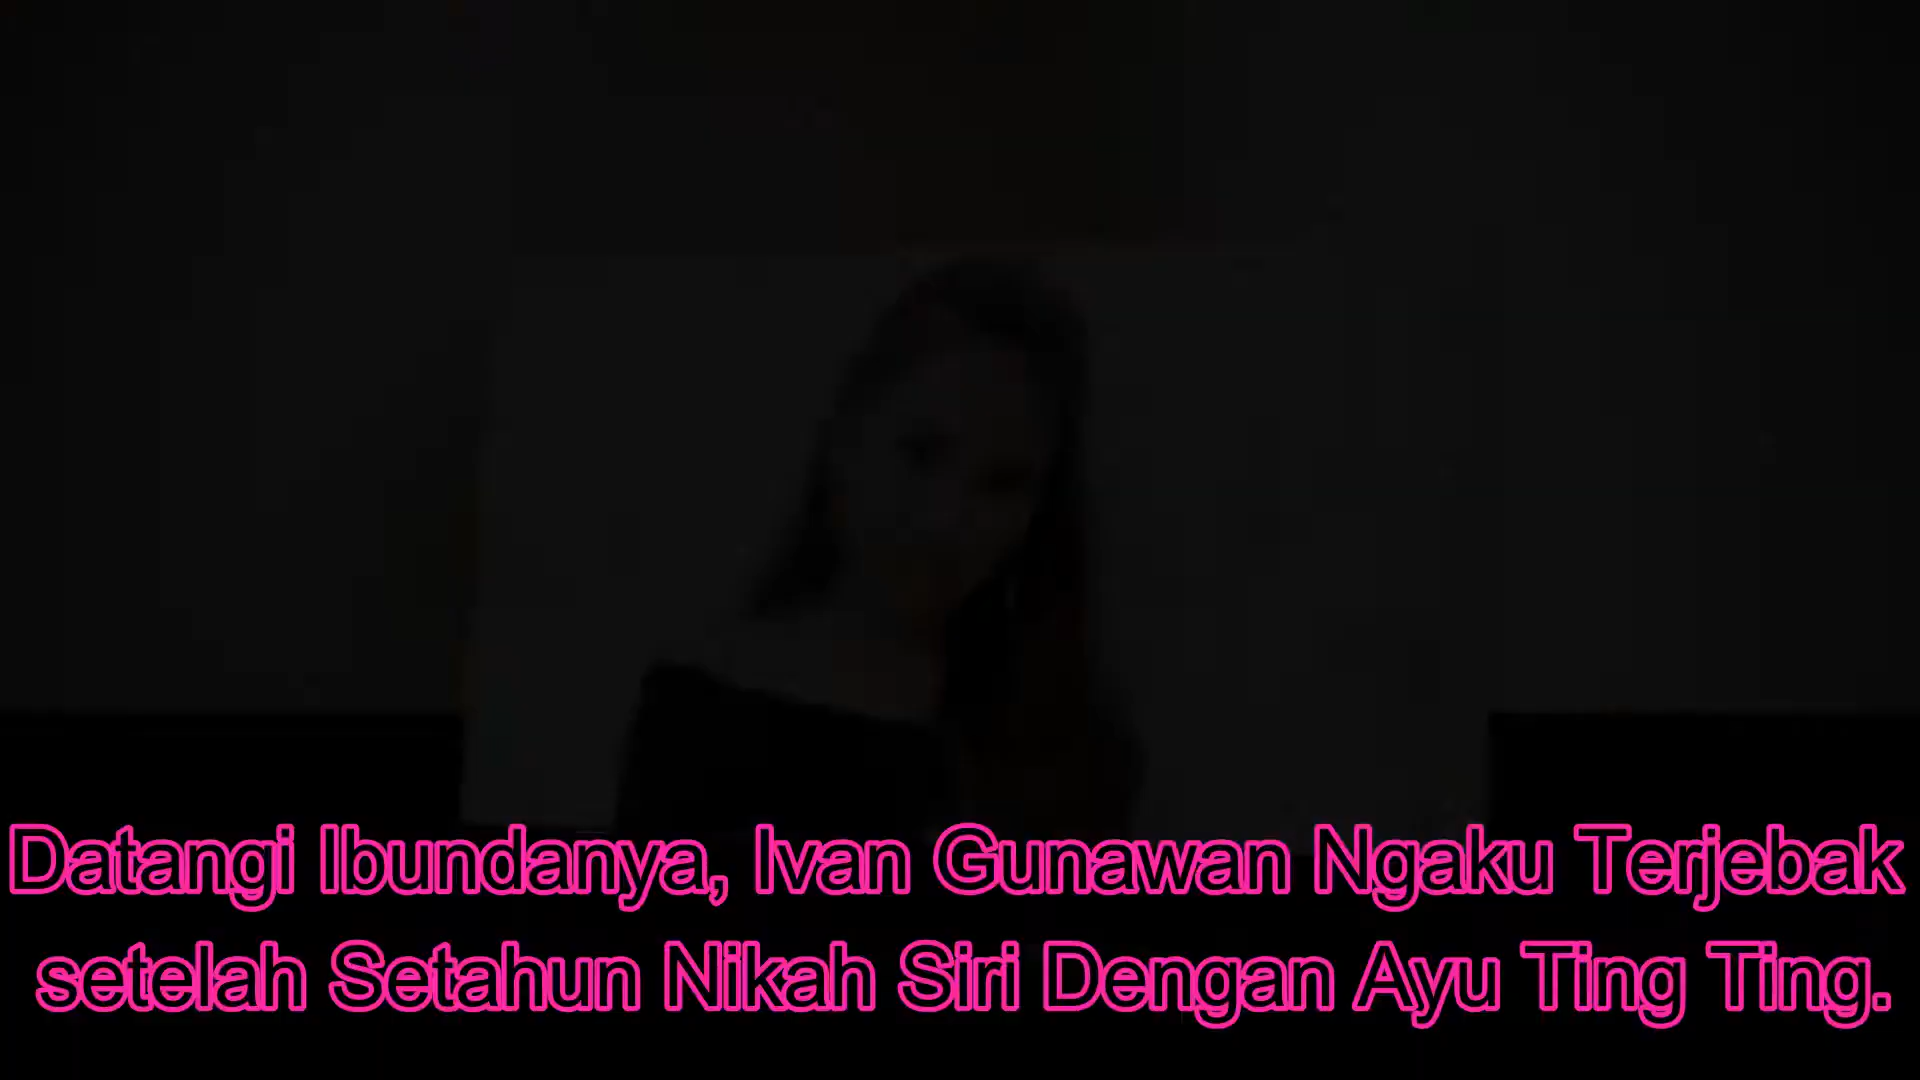 Datangi Ibundanya, Ivan Gunawan Ngaku Terjebak
setelah Setahun Nikah Siri Dengan Ayu Ting Ting.